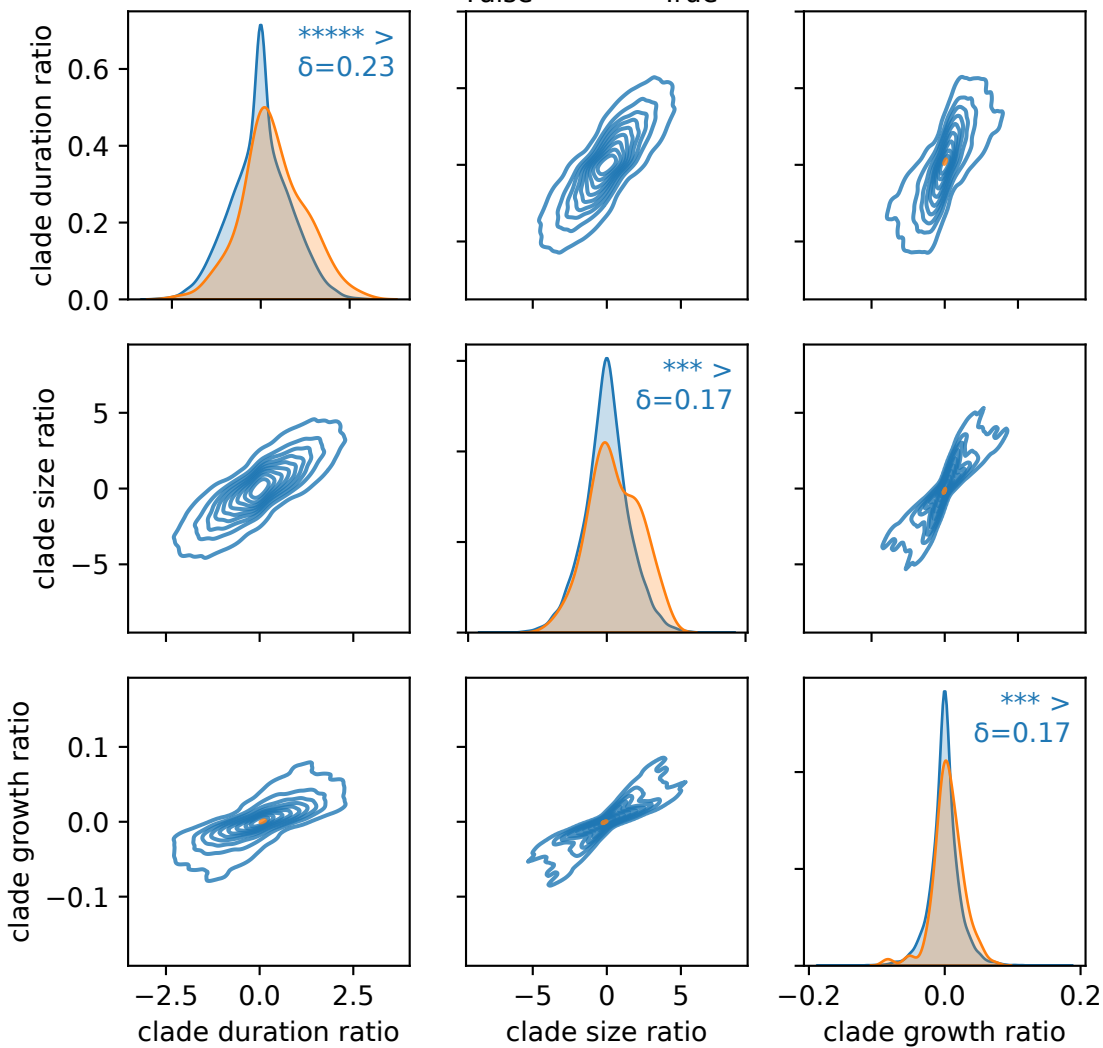 True
clade duration ratio
0.6
0.4
0.2
0.0
***** >
δ=0.23
clade size ratio
5
0
−5
*** >
δ=0.17
clade growth ratio
0.1
0.0
−0.1
*** >
δ=0.17
−2.5 0.0 2.5
−5 0 5
−0.2 0.0 0.2
clade duration ratio
clade size ratio
clade growth ratio